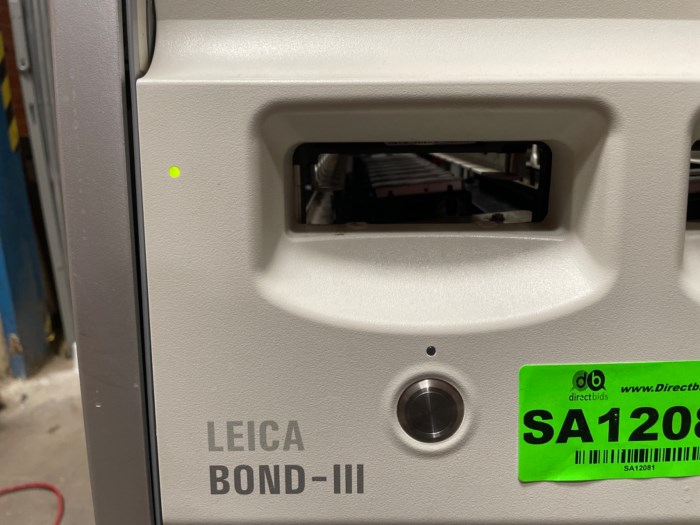 LEICA
BOND-III
db
directbids
www.Directb
SA1208
SA12081